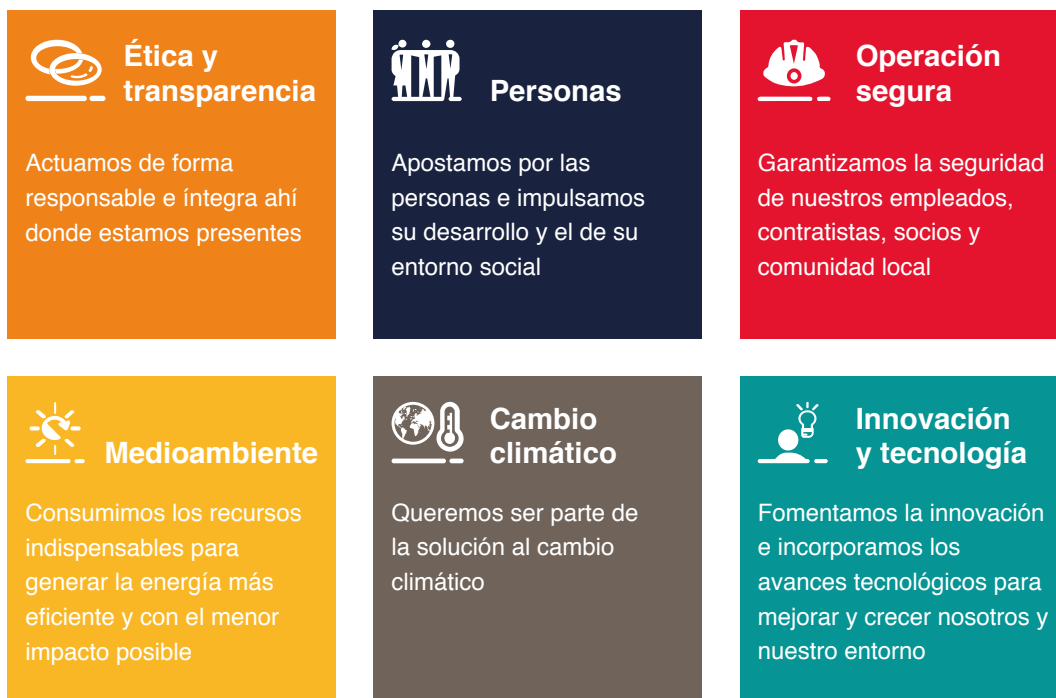 Ética y
transparencia
Actuamos de forma
responsable e íntegra ahí
donde estamos presentes
Personas
Apostamos por las
personas e impulsamos
su desarrollo y el de su
entorno social
Operación
segura
Garantizamos la seguridad
de nuestros empleados,
contratistas, socios y
comunidad local
Medioambiente
Consumimos los recursos
indispensables para
generar la energía más
eficiente y con el menor
impacto posible
Cambio
climático
Queremos ser parte de
la solución al cambio
climático
Innovación
y tecnología
Fomentamos la innovación
e incorporamos los
avances tecnológicos para
mejorar y crecer nosotros y
nuestro entorno